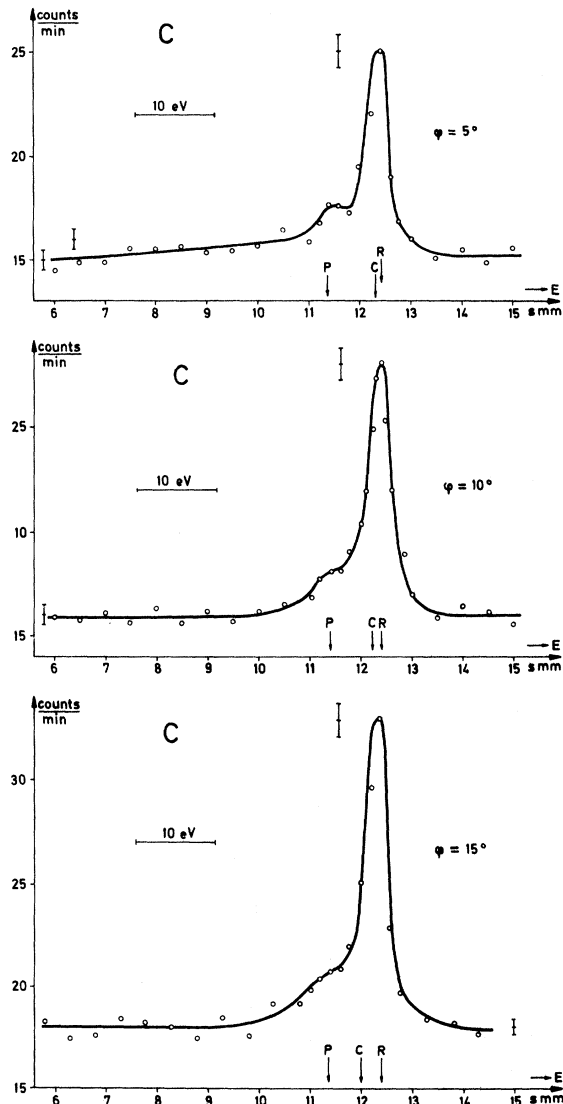 counts
min
C
25
10 eV
φ = 5°
20
15
P C R
→ E
6 7 8 9 10 11 12 13 14 15 s mm
counts
min
C
25
10 eV
φ = 10°
10
15
P C R
→ E
6 7 8 9 10 11 12 13 14 15 s mm
counts
min
C
30
10 eV
φ = 15°
25
20
15
P C R
→ E
6 7 8 9 10 11 12 13 14 15 s mm